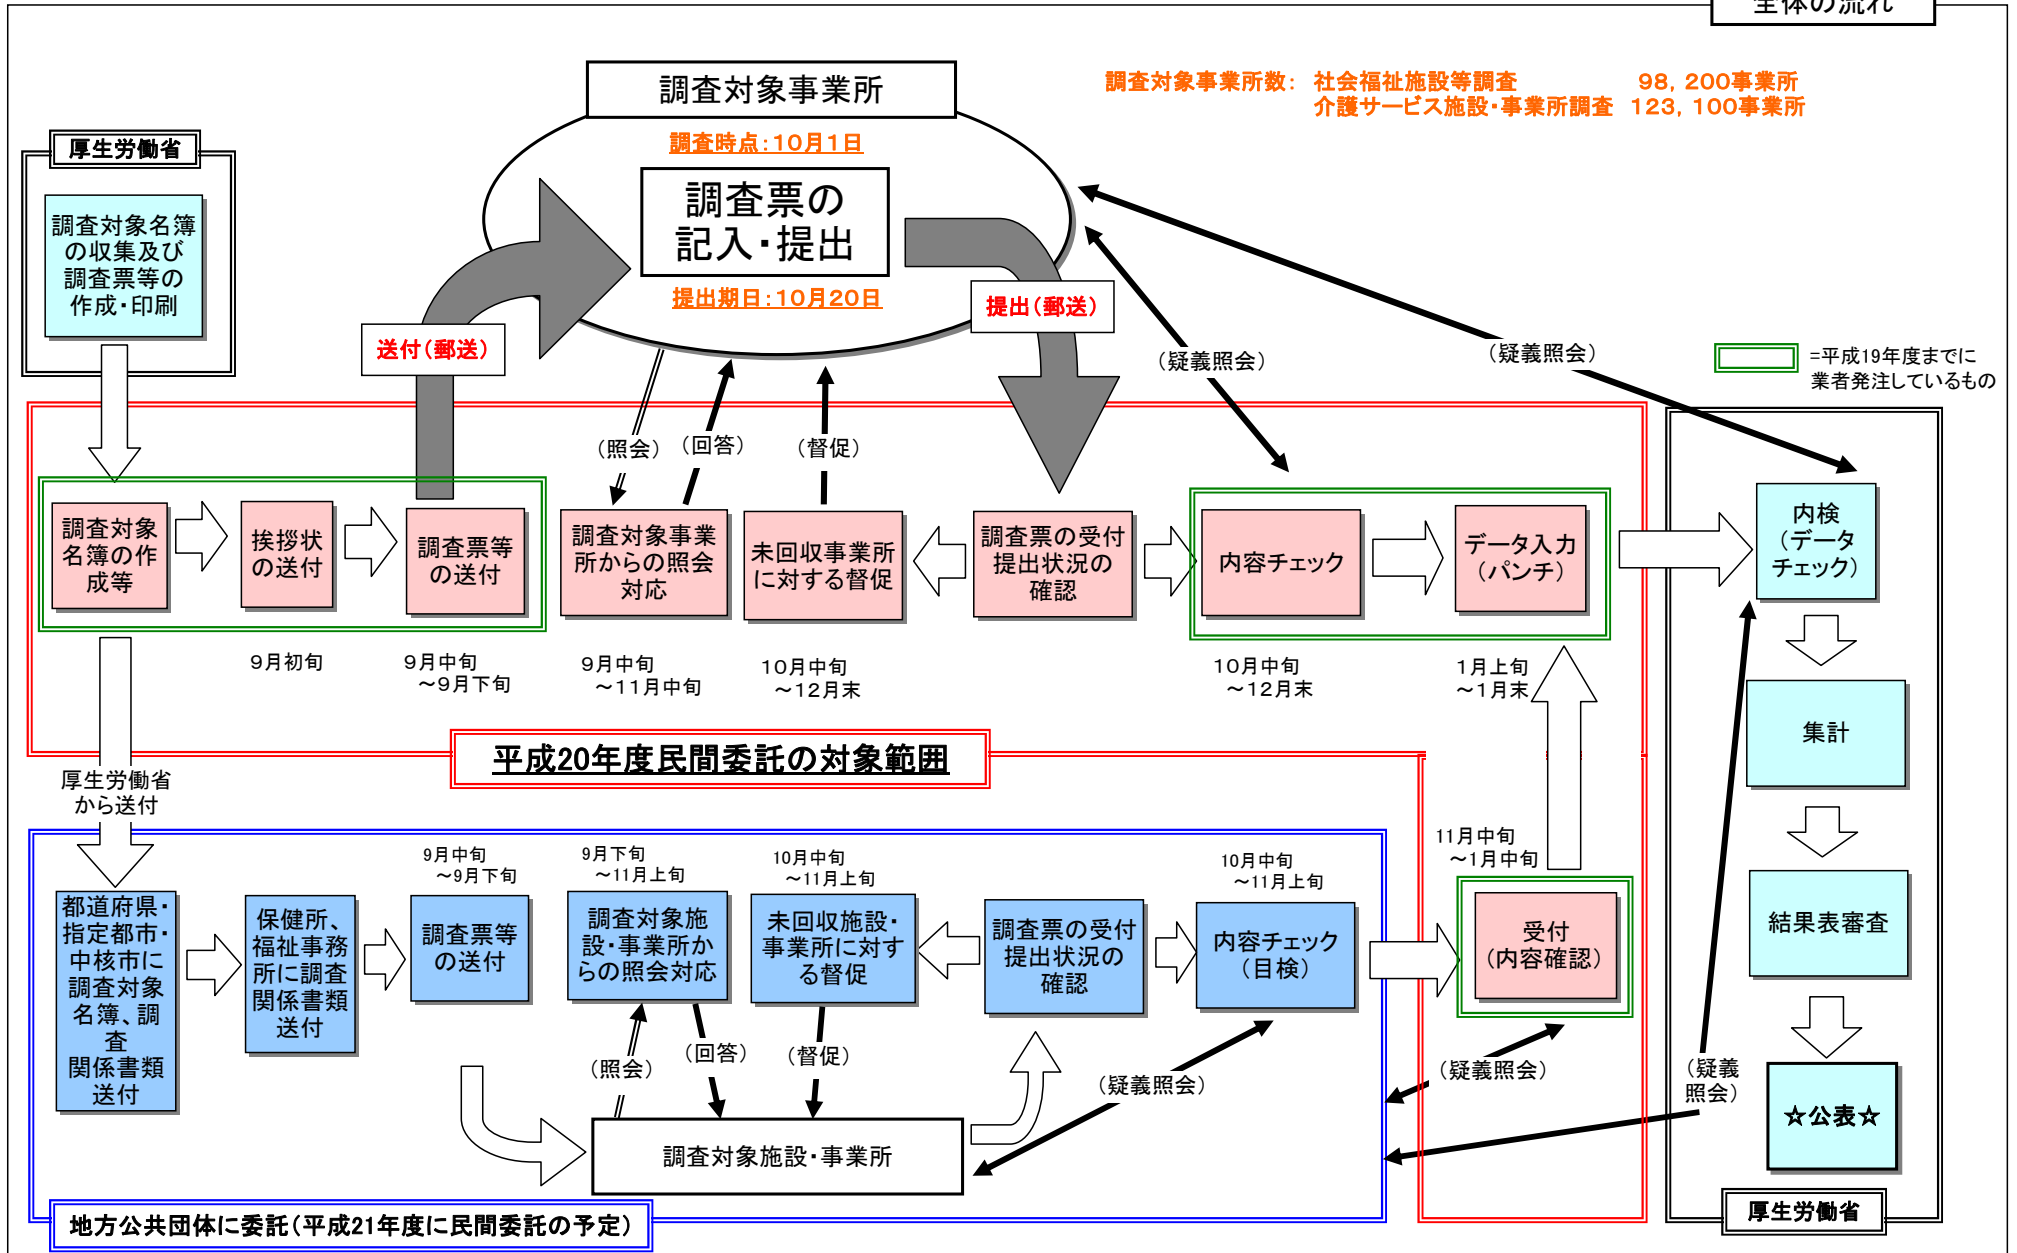 全体の流れ
調査対象事業所
調査対象事業所数： 社会福祉施設等調査 98，200事業所
介護サービス施設・事業所調査 123，100事業所
調査時点：10月1日
厚生労働省
調査票の
記入・提出
調査対象名簿
の収集及び
調査票等の
作成・印刷
提出期日：10月20日
送付（郵送）
提出（郵送）
（疑義照会）
（疑義照会）
=平成19年度までに
業者発注しているもの
（照会）
（回答）
（督促）
調査対象
名簿の作
成等
挨拶状
の送付
調査票等
の送付
調査対象事業
所からの照会
対応
未回収事業所
に対する督促
調査票の受付
提出状況の
確認
内容チェック
データ入力
（パンチ）
内検
（データ
チェック）
9月初旬
9月中旬
～9月下旬
9月中旬
～11月中旬
10月中旬
～12月末
10月中旬
～12月末
1月上旬
～1月末
集計
平成20年度民間委託の対象範囲
厚生労働省
から送付
9月中旬
～9月下旬
9月下旬
～11月上旬
10月中旬
～11月上旬
10月中旬
～11月上旬
11月中旬
～1月中旬
都道府県・
指定都市・
中核市に
調査対象
名簿、調
査
関係書類
送付
保健所、
福祉事務
所に調査
関係書類
送付
調査票等
の送付
調査対象施
設・事業所か
らの照会対応
未回収施設・
事業所に対す
る督促
調査票の受付
提出状況の
確認
内容チェック
（目検）
受付
（内容確認）
結果表審査
（照会）
（回答）
（督促）
（疑義照会）
（疑義照会）
（疑義
照会）
☆公表☆
調査対象施設・事業所
地方公共団体に委託（平成21年度に民間委託の予定）
厚生労働省